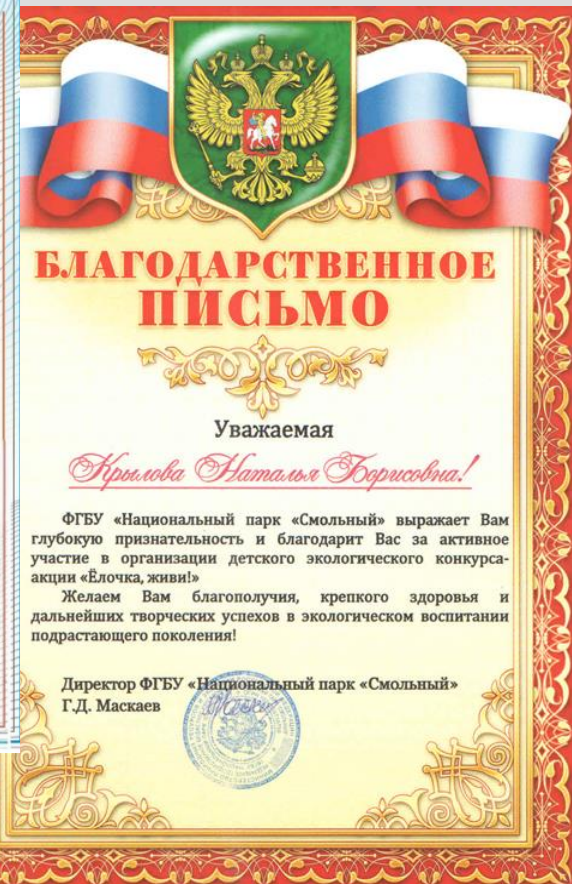 БЛАГОДАРСТВЕННОЕ
ПИСЬМО
Уважаемая
Крылова Наталья Борисовна!
ФГБУ «Национальный парк «Смольный» выражает Вам
глубокую признательность и благодарит Вас за активное
участие в организации детского экологического конкурса-
акции «Ёлочка, живи!»
Желаем Вам благополучия, крепкого здоровья и
дальнейших творческих успехов в экологическом воспитании
подрастающего поколения!
Директор ФГБУ «Национальный парк «Смольный»
Г.Д. Маскаев